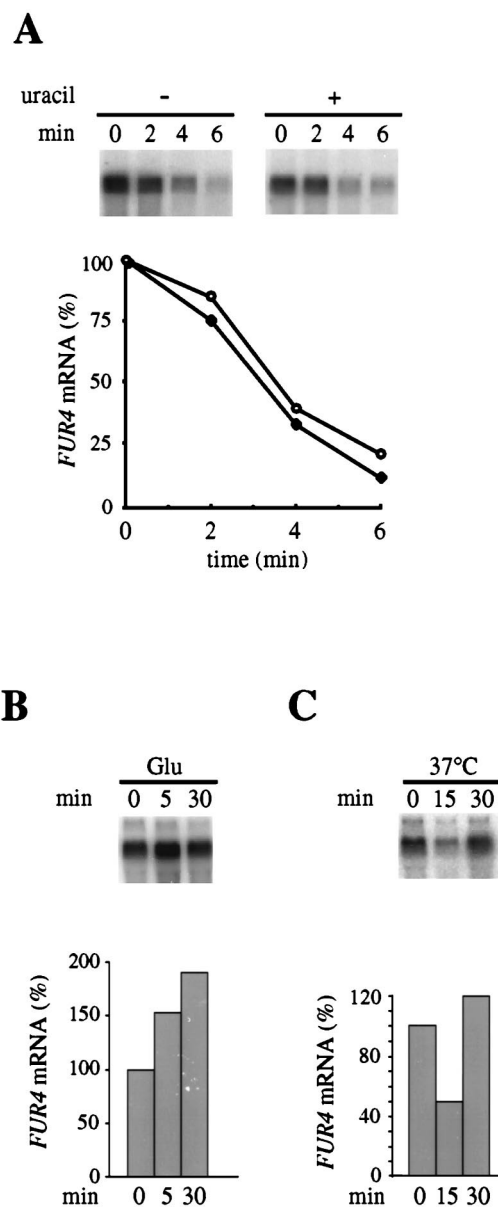 A
uracil - +
min 0 2 4 6 0 2 4 6
100
75
50
25
0
FUR4 mRNA (%)
0 2 4 6
time (min)
B
Glu
min 0 5 30
200
150
100
50
0
FUR4 mRNA (%)
min 0 5 30
C
37°C
min 0 15 30
120
80
40
0
FUR4 mRNA (%)
min 0 15 30